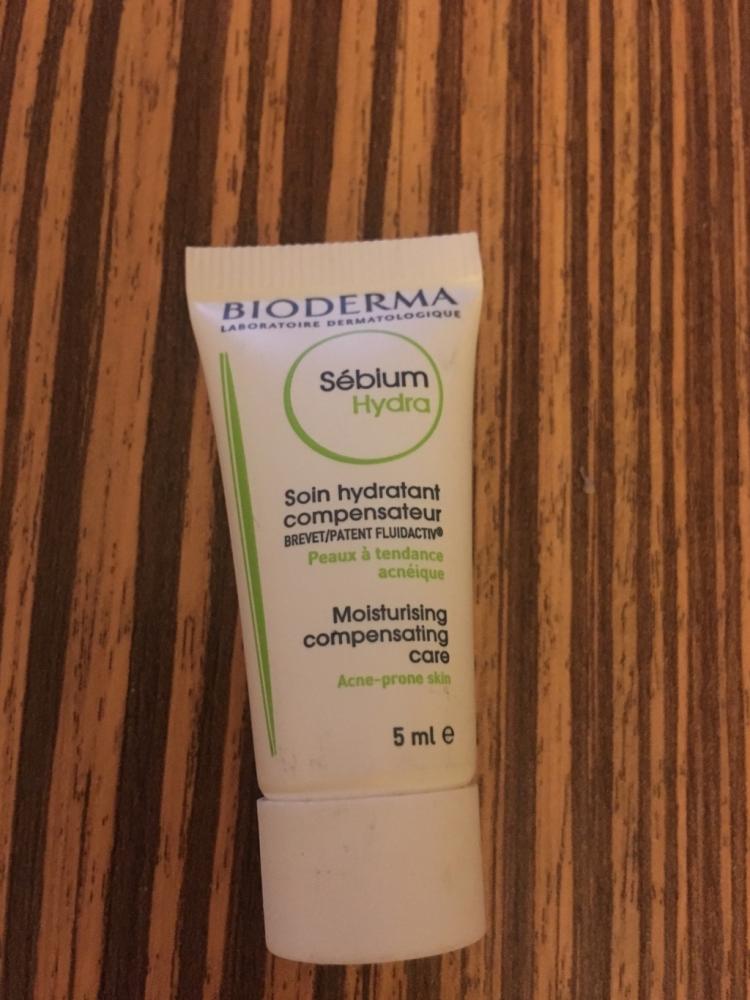 BIODERMA
LABORATOIRE DERMATOLOGIQUE
Sébium
Hydra
Soin hydratant
compensateur
BREVET/PATENT FLUIDACTIV®
Peaux à tendance
acnéique
Moisturising
compensating
care
Acne-prone skin
5 ml e